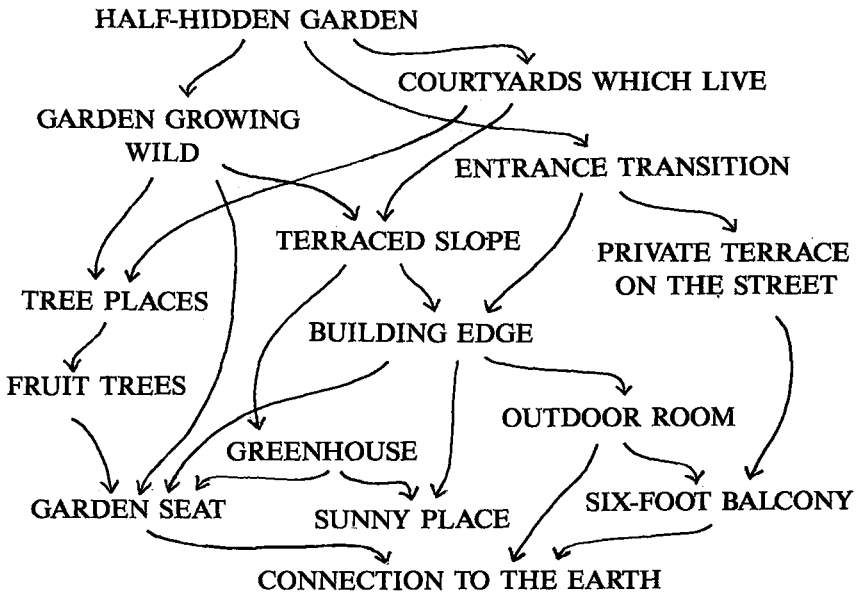 HALF-HIDDEN GARDEN
COURTYARDS WHICH LIVE
GARDEN GROWING
WILD
ENTRANCE TRANSITION
TERRACED SLOPE
PRIVATE TERRACE
ON THE STREET
TREE PLACES
BUILDING EDGE
FRUIT TREES
OUTDOOR ROOM
GREENHOUSE
GARDEN SEAT
SUNNY PLACE
SIX-FOOT BALCONY
CONNECTION TO THE EARTH